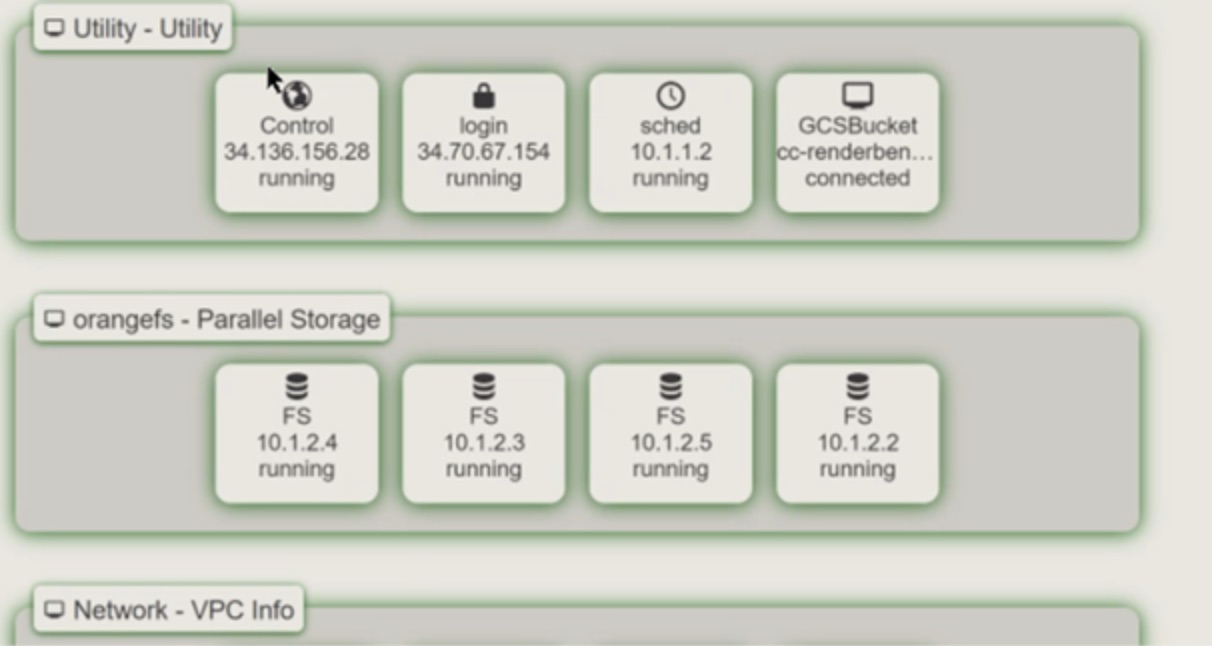 Utility - Utility
Control
34.136.156.28
running
login
34.70.67.154
running
sched
10.1.1.2
running
GCSBucket
cc-renderben...
connected
orangefs - Parallel Storage
FS
10.1.2.4
running
FS
10.1.2.3
running
FS
10.1.2.5
running
FS
10.1.2.2
running
Network - VPC Info